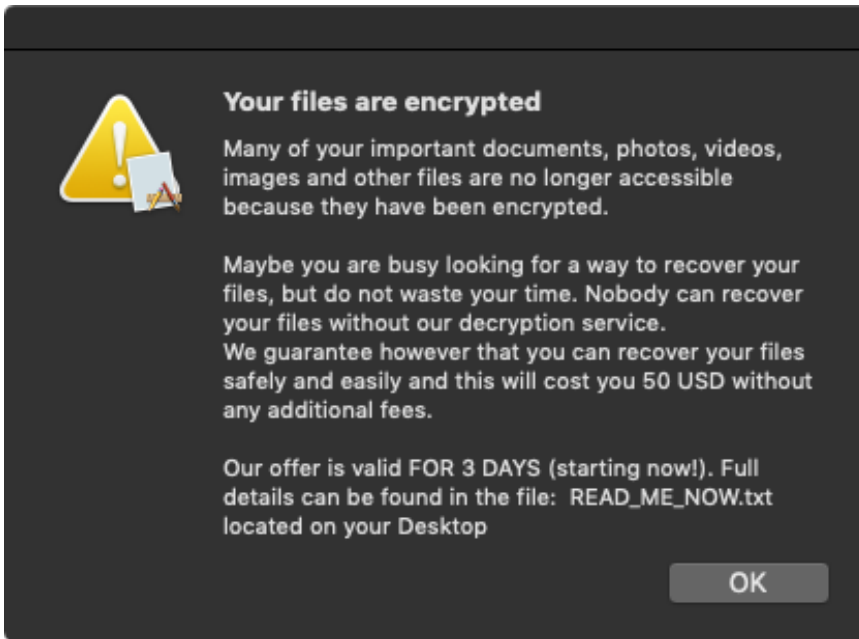 Your files are encrypted
Many of your important documents, photos, videos,
images and other files are no longer accessible
because they have been encrypted.
Maybe you are busy looking for a way to recover your
files, but do not waste your time. Nobody can recover
your files without our decryption service.
We guarantee however that you can recover your files
safely and easily and this will cost you 50 USD without
any additional fees.
Our offer is valid FOR 3 DAYS (starting now!). Full
details can be found in the file:  READ_ME_NOW.txt
located on your Desktop
OK